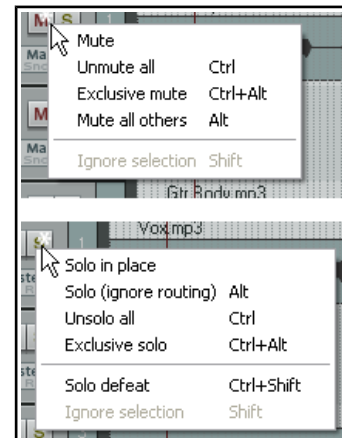 M S
Mute
Ma
Unmute all Ctrl
Exclusive mute Ctrl+Alt
M
Mute all others Alt
Ma
Ignore selection Shift
Gtr Body.mp3
Vox.mp3
S 1
Solo in place
Solo (ignore routing) Alt
Unsolo all Ctrl
Exclusive solo Ctrl+Alt
Solo defeat Ctrl+Shift
Ignore selection Shift